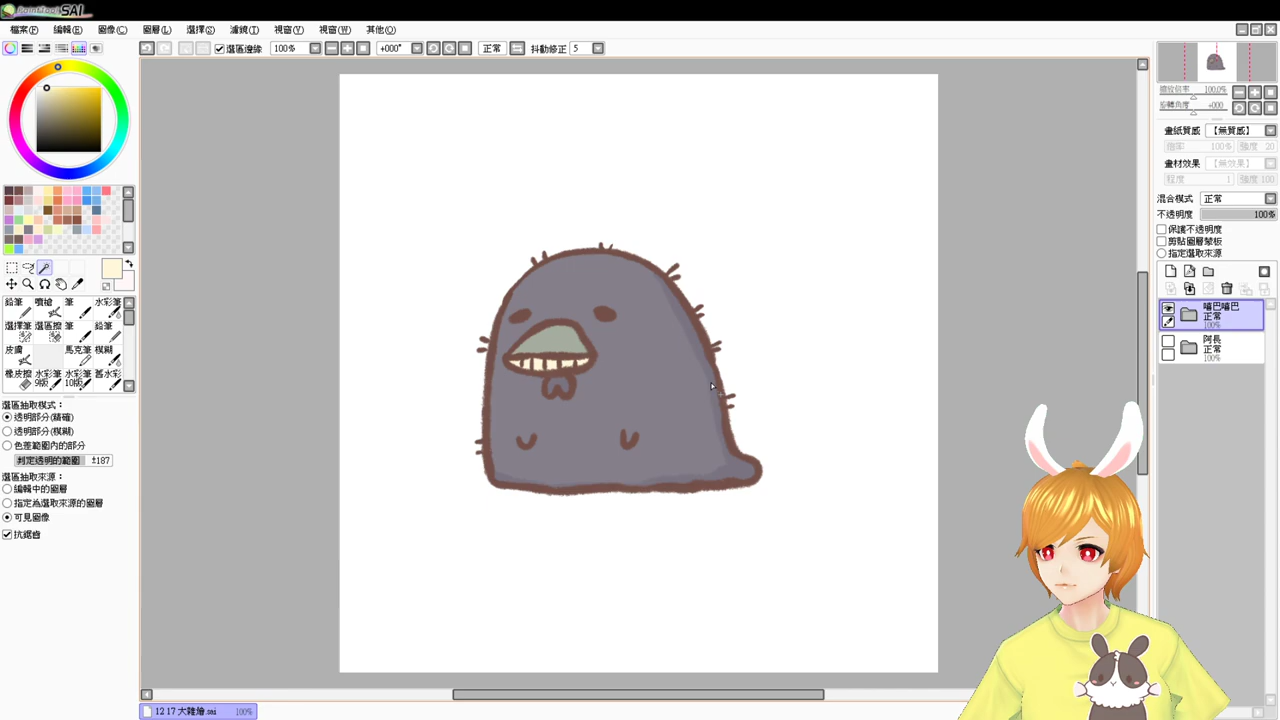 PaintTool SAI
檔案(F) 編輯(E) 圖像(C) 圖層(L) 選擇(S) 濾鏡(T) 視窗(V) 視窗(W) 其他(O)
選區邊緣 100% +000° 正常 抖動修正 5
縮放倍率 100.0%
旋轉角度 +000
畫紙質感 【無質感】
倍率 100% 強度 20
畫材效果 【無效果】
程度 1 強度 100
混合模式 正常
不透明度 100%
保護不透明度
剪貼圖層蒙板
指定選取來源
嘻巴嘻巴
正常
100%
阿長
正常
100%
鉛筆 噴槍 筆 水彩筆
選擇筆 選區擦 筆 鉛筆
皮膚 馬克筆 模糊
橡皮擦 水彩筆 水彩筆 舊水彩
9版 10版
選區抽取模式：
透明部分(精確)
透明部分(模糊)
色差範圍內的部分
判定透明的範圍 ±187
選區抽取來源：
編輯中的圖層
指定為選取來源的圖層
可見圖像
抗鋸齒
12 17 大雜燴.sai 100%